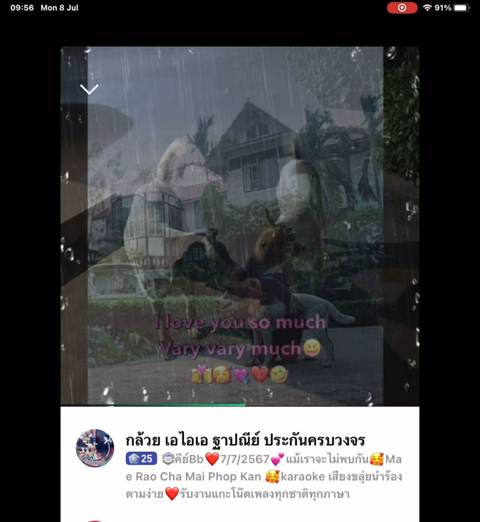 09:56 Mon 8 Jul 91%
I love you so much
Vary vary much😀
💏🥰💘❤️🤣
กล้วย เอไอเอ ฐาปณีย์ ประกันครบวงจร
25 คีย์Bb❤️7/7/2567💕แม้เราจะไม่พบกัน🥰Ma
e Rao Cha Mai Phop Kan 🥰karaoke เสียงขลุ่ยนำร้อง
ตามง่าย❤️รับงานแกะโน๊ตเพลงทุกชาติทุกภาษา